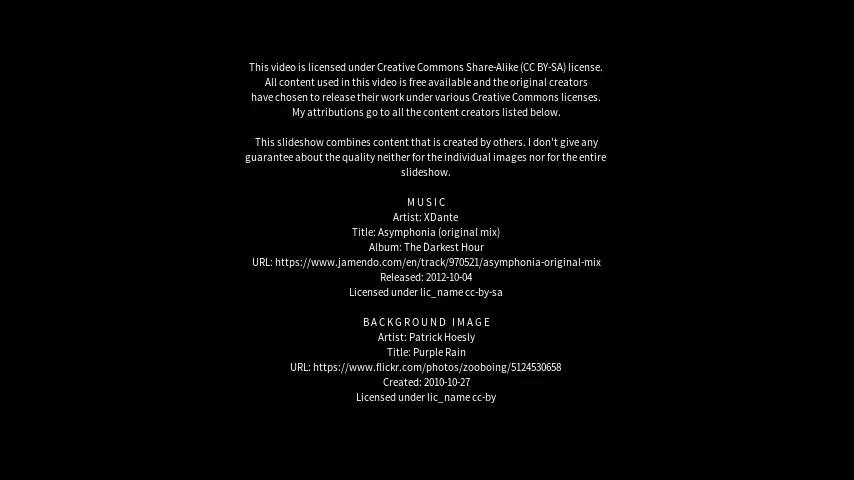 This video is licensed under Creative Commons Share-Alike (CC BY-SA) license.
All content used in this video is free available and the original creators
have chosen to release their work under various Creative Commons licenses.
My attributions go to all the content creators listed below.
This slideshow combines content that is created by others. I don't give any
guarantee about the quality neither for the individual images nor for the entire
slideshow.
MUSIC
Artist: XDante
Title: Asymphonia (original mix)
Album: The Darkest Hour
URL: https://www.jamendo.com/en/track/970521/asymphonia-original-mix
Released: 2012-10-04
Licensed under lic_name cc-by-sa
BACKGROUND IMAGE
Artist: Patrick Hoesly
Title: Purple Rain
URL: https://www.flickr.com/photos/zooboing/5124530658
Created: 2010-10-27
Licensed under lic_name cc-by